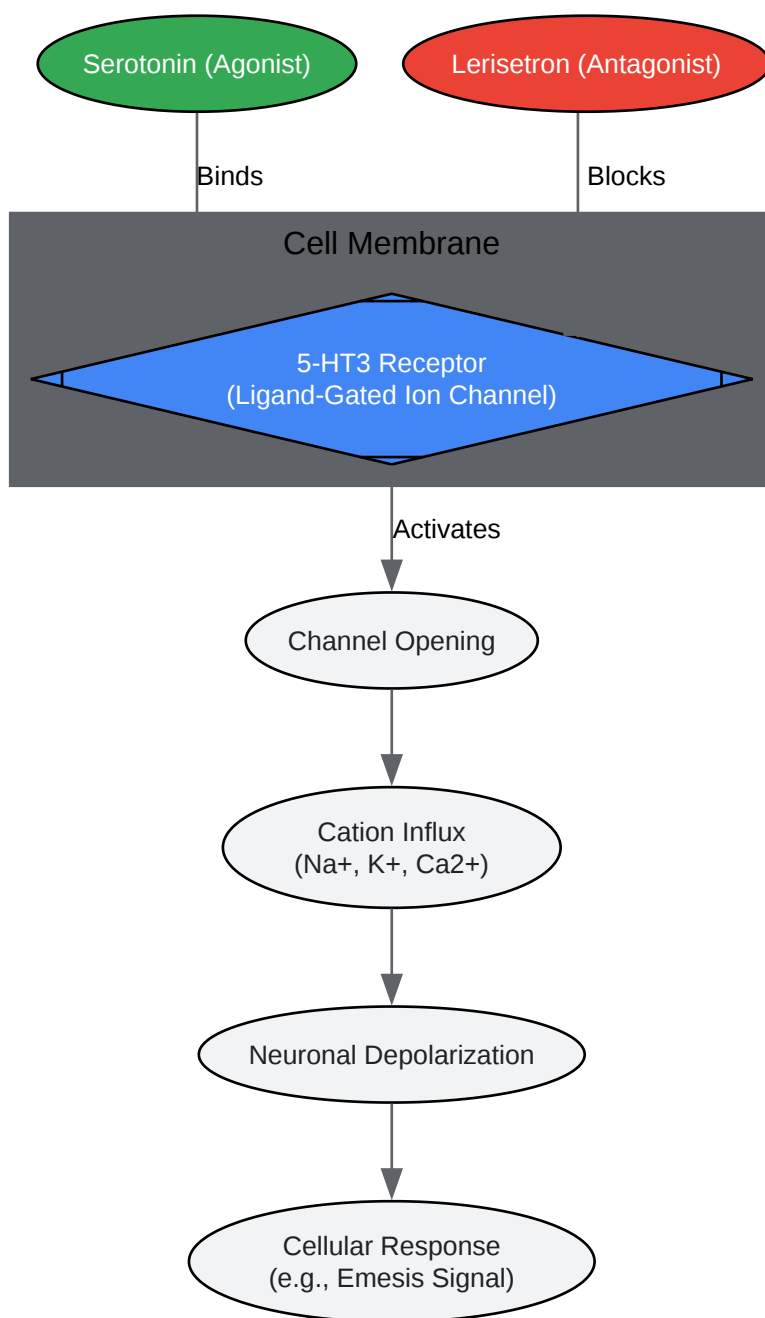 Serotonin (Agonist)
Lerisetron (Antagonist)
Binds
Blocks
Cell Membrane
5-HT3 Receptor
(Ligand-Gated Ion Channel)
Activates
Channel Opening
Cation Influx
(Na+, K+, Ca2+)
Neuronal Depolarization
Cellular Response
(e.g., Emesis Signal)